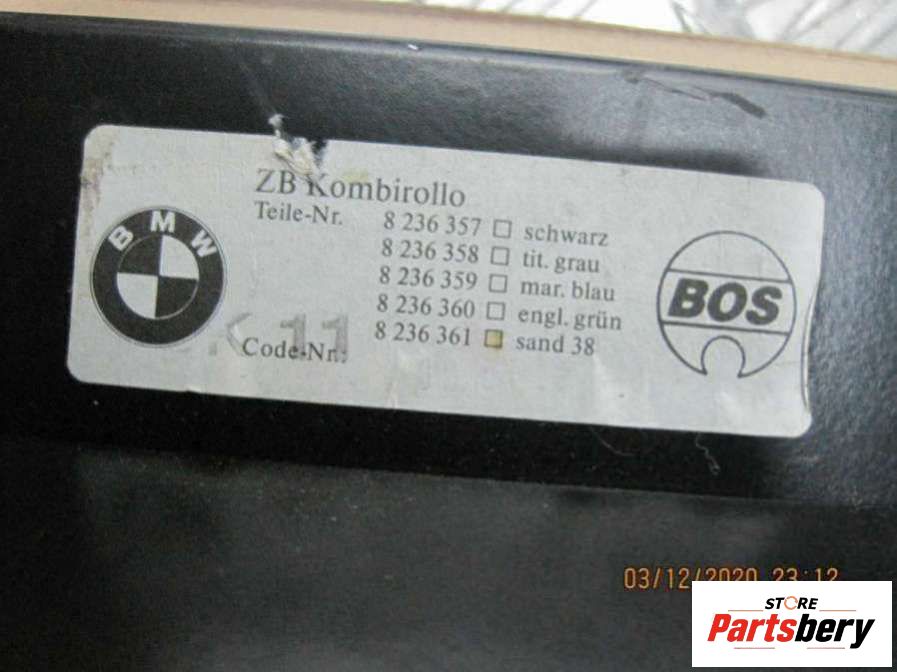 ZB Kombirollo
Teile-Nr. 8 236 357 schwarz
8 236 358 tit. grau
8 236 359 mar. blau
8 236 360 engl. grün
8 236 361 sand 38
K 11
Code-Nr.:
BMW
BOS
03/12/2020 23:12
STORE
Partsbery